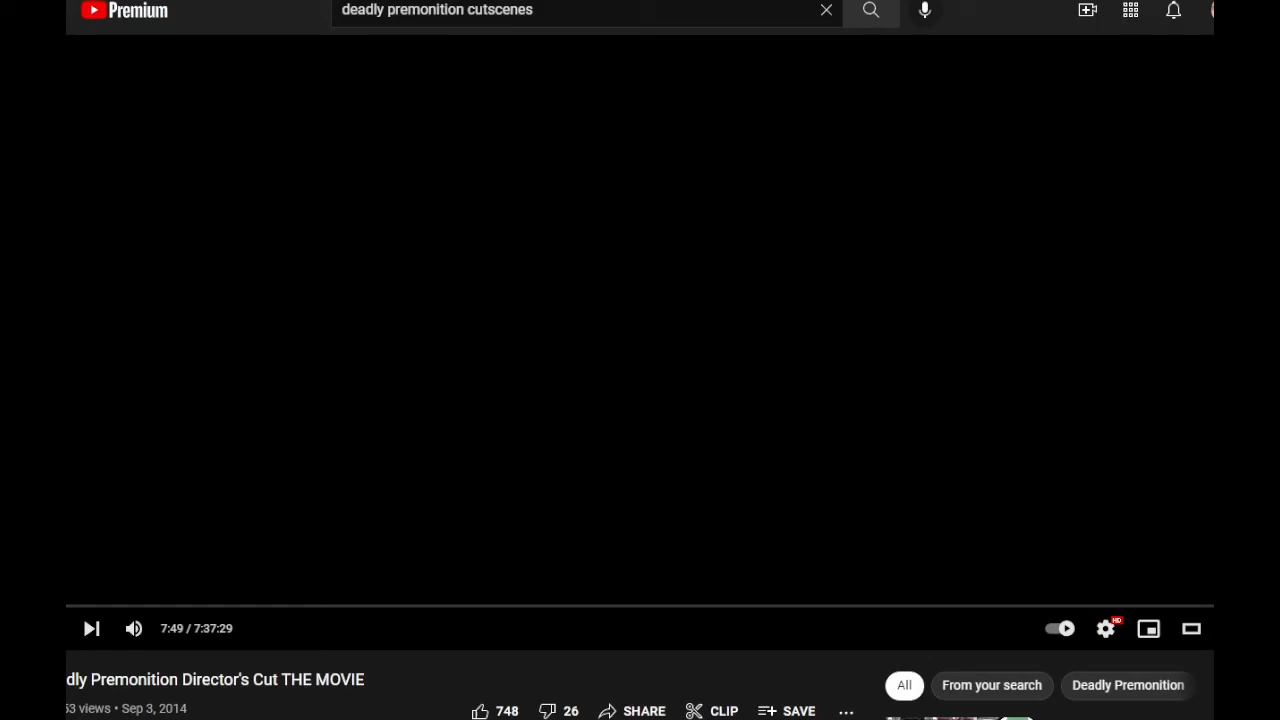 Premium
deadly premonition cutscenes
7:49 / 7:37:29
HD
dly Premonition Director's Cut THE MOVIE
All
From your search
Deadly Premonition
53 views • Sep 3, 2014
748
26
SHARE
CLIP
SAVE